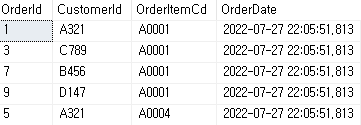 OrderId CustomerId OrderItemCd OrderDate
1 A321 A0001 2022-07-27 22:05:51,813
3 C789 A0001 2022-07-27 22:05:51,813
7 B456 A0001 2022-07-27 22:05:51,813
9 D147 A0001 2022-07-27 22:05:51,813
5 A321 A0004 2022-07-27 22:05:51,813